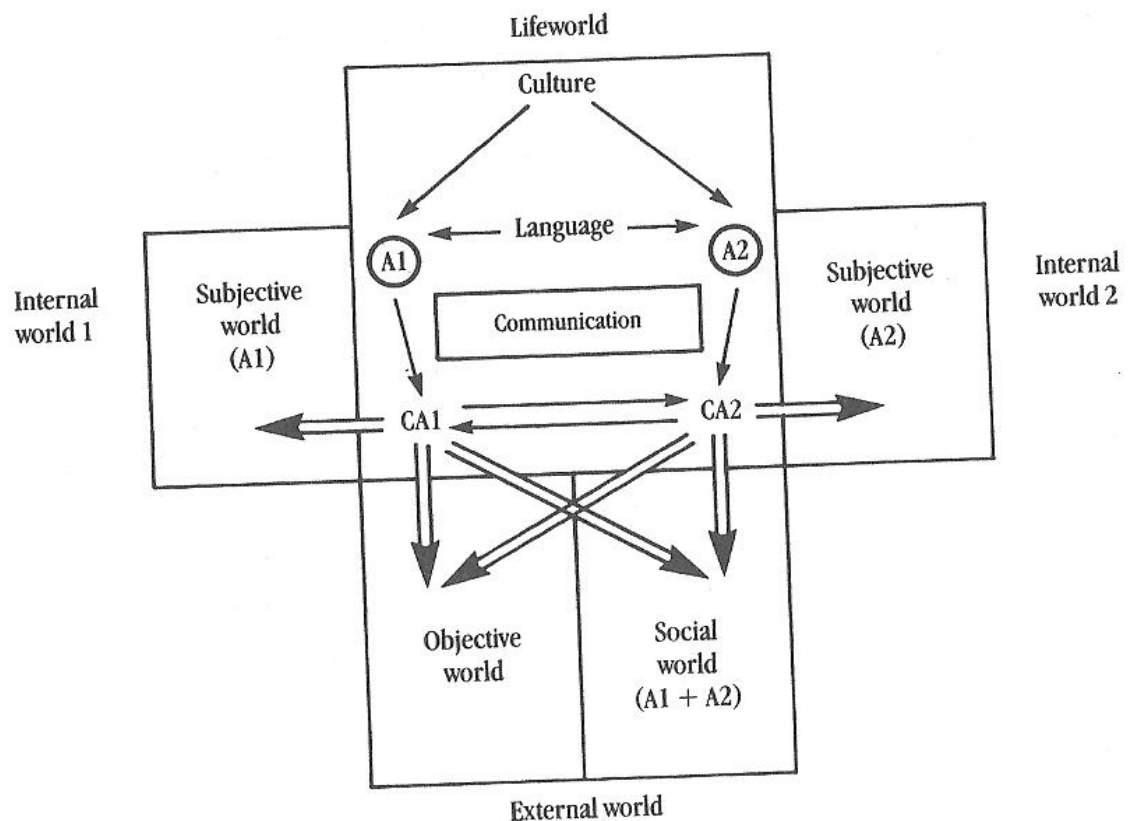 Lifeworld
Culture
Language
A1
A2
Internal
world 1
Subjective
world
(A1)
Communication
Subjective
world
(A2)
Internal
world 2
CA1
CA2
Objective
world
Social
world
(A1 + A2)
External world